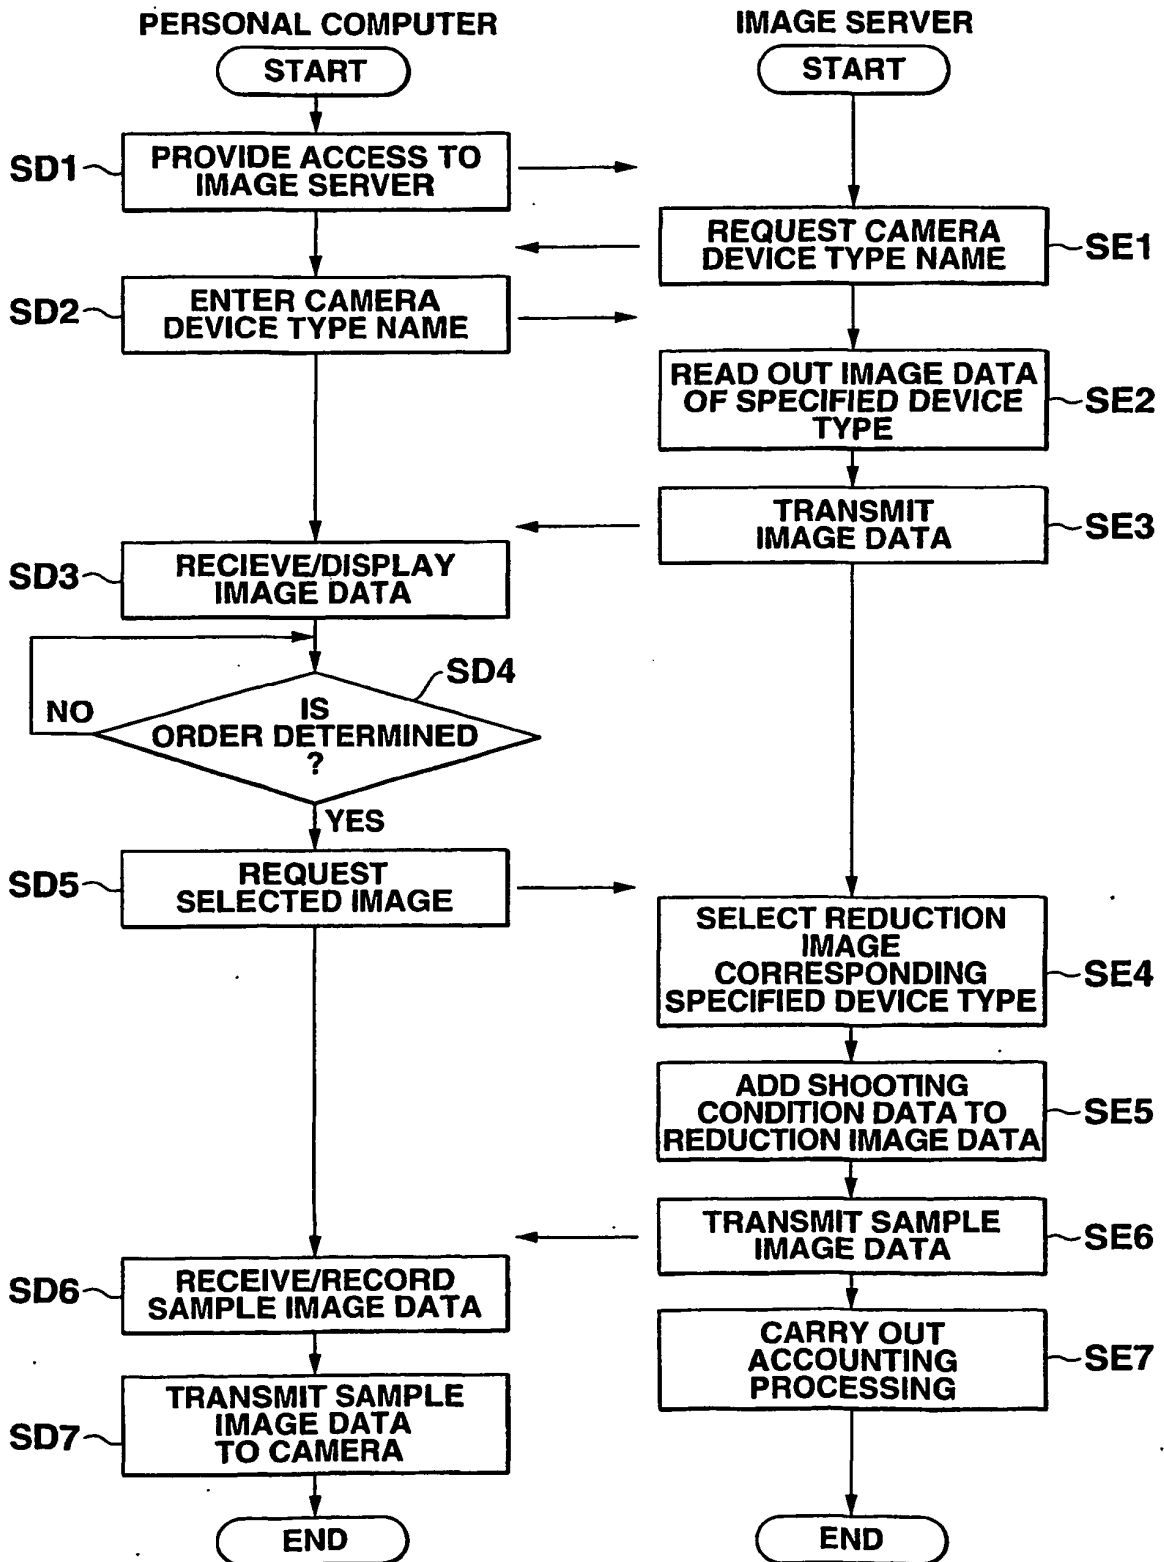 PERSONAL COMPUTER
START
SD1
PROVIDE ACCESS TO
IMAGE SERVER
SD2
ENTER CAMERA
DEVICE TYPE NAME
SD3
RECIEVE/DISPLAY
IMAGE DATA
SD4
NO
IS
ORDER DETERMINED
?
YES
SD5
REQUEST
SELECTED IMAGE
SD6
RECEIVE/RECORD
SAMPLE IMAGE DATA
SD7
TRANSMIT SAMPLE
IMAGE DATA
TO CAMERA
END
IMAGE SERVER
START
REQUEST CAMERA
DEVICE TYPE NAME
SE1
READ OUT IMAGE DATA
OF SPECIFIED DEVICE
TYPE
SE2
TRANSMIT
IMAGE DATA
SE3
SELECT REDUCTION
IMAGE
CORRESPONDING
SPECIFIED DEVICE TYPE
SE4
ADD SHOOTING
CONDITION DATA TO
REDUCTION IMAGE DATA
SE5
TRANSMIT SAMPLE
IMAGE DATA
SE6
CARRY OUT
ACCOUNTING
PROCESSING
SE7
END